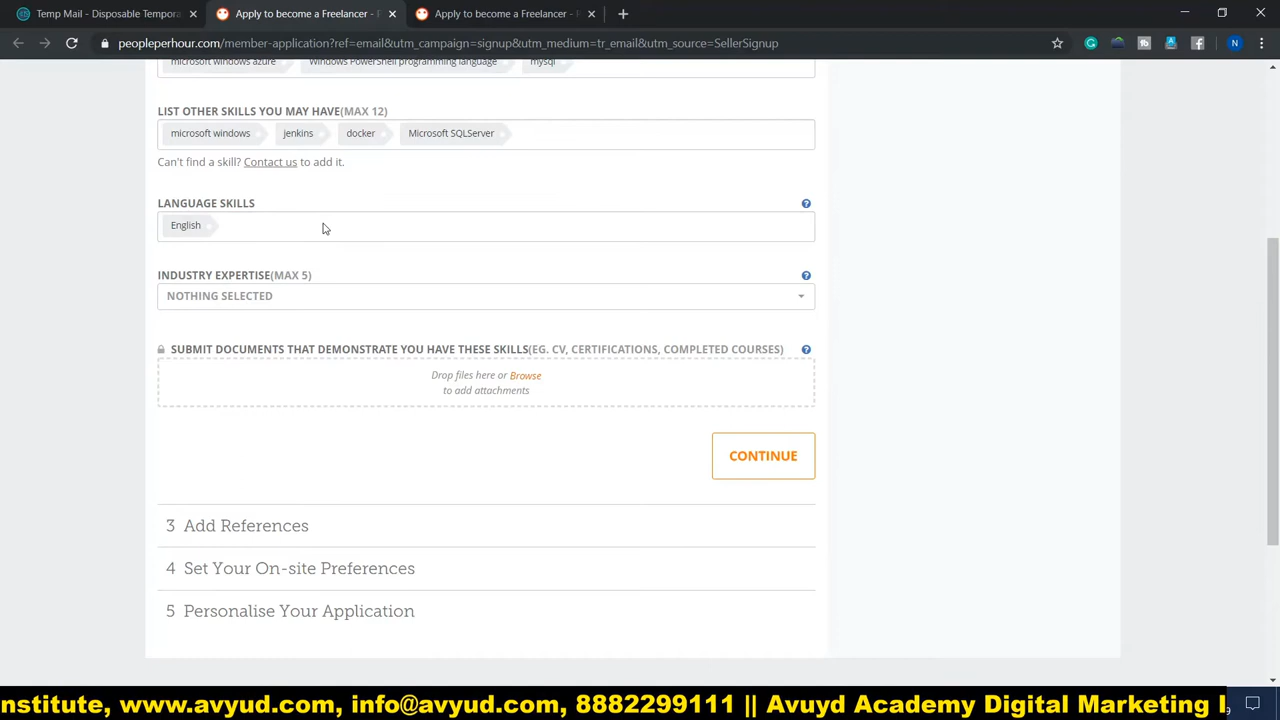 Temp Mail - Disposable Tempora
Apply to become a Freelancer - P
Apply to become a Freelancer - P
peopleperhour.com/member-application?ref=email&utm_campaign=signup&utm_medium=tr_email&utm_source=SellerSignup
N
microsoft windows azure Windows PowerShell programming language mysql
LIST OTHER SKILLS YOU MAY HAVE(MAX 12)
microsoft windows jenkins docker Microsoft SQLServer
Can't find a skill? Contact us to add it.
LANGUAGE SKILLS
English
INDUSTRY EXPERTISE(MAX 5)
NOTHING SELECTED
SUBMIT DOCUMENTS THAT DEMONSTRATE YOU HAVE THESE SKILLS(EG. CV, CERTIFICATIONS, COMPLETED COURSES)
Drop files here or Browse
to add attachments
CONTINUE
3 Add References
4 Set Your On-site Preferences
5 Personalise Your Application
nstitute, www.avyud.com, info@avyud.com, 8882299111 || Avuyd Academy Digital Marketing I